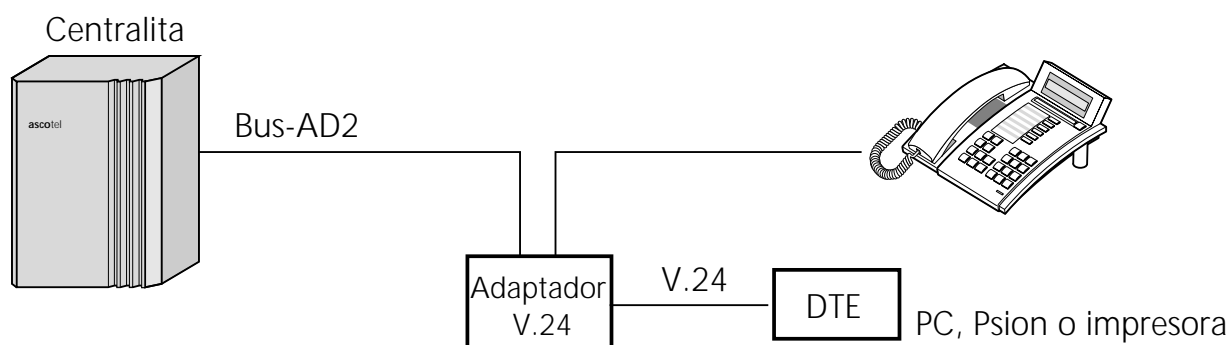 Centralita
ascotel
Bus-AD2
Adaptador
V.24
V.24
DTE
PC, Psion o impresora